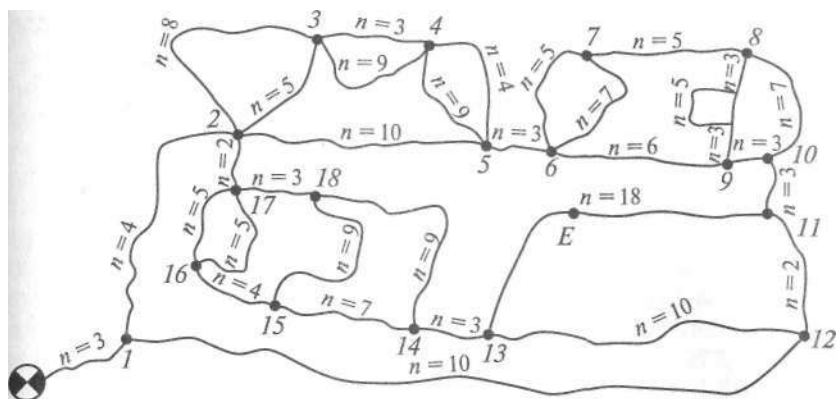 3
n = 3
4
n = 8
n = 9
n = 5
n = 4
n = 9
2
n = 10
5
n = 3
n = 5
7
n = 5
8
n = 7
6
n = 6
n = 3
n = 5
n = 3
9
n = 3
n = 7
10
n = 3
11
n = 2
n = 3
18
17
n = 5
n = 5
n = 9
n = 9
16
n = 4
15
n = 7
14
n = 3
13
n = 18
E
n = 10
n = 2
12
n = 4
n = 3
1
n = 10